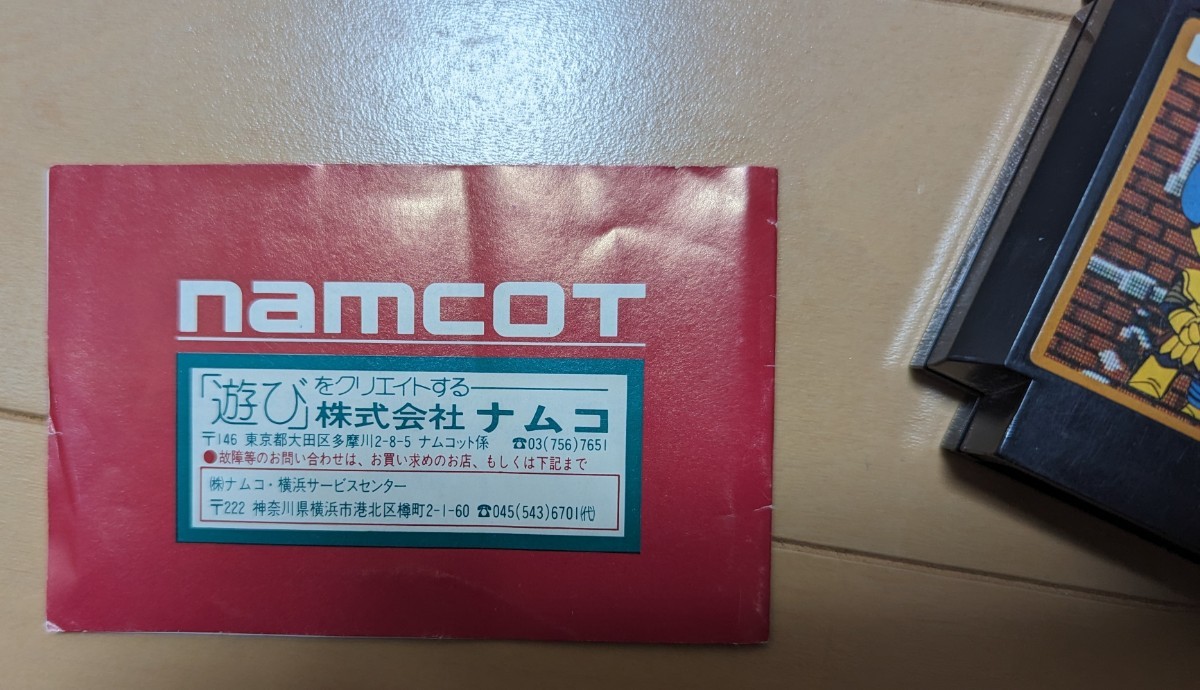 namcot
「遊び」をクリエイトする
株式会社 ナムコ
〒146 東京都大田区多摩川2-8-5 ナムコット係 ☎03(756)7651
●故障等のお問い合わせは、お買い求めのお店、もしくは下記まで
㈱ナムコ・横浜サービスセンター
〒222 神奈川県横浜市港北区樽町2-1-60 ☎045(543)6701㈹